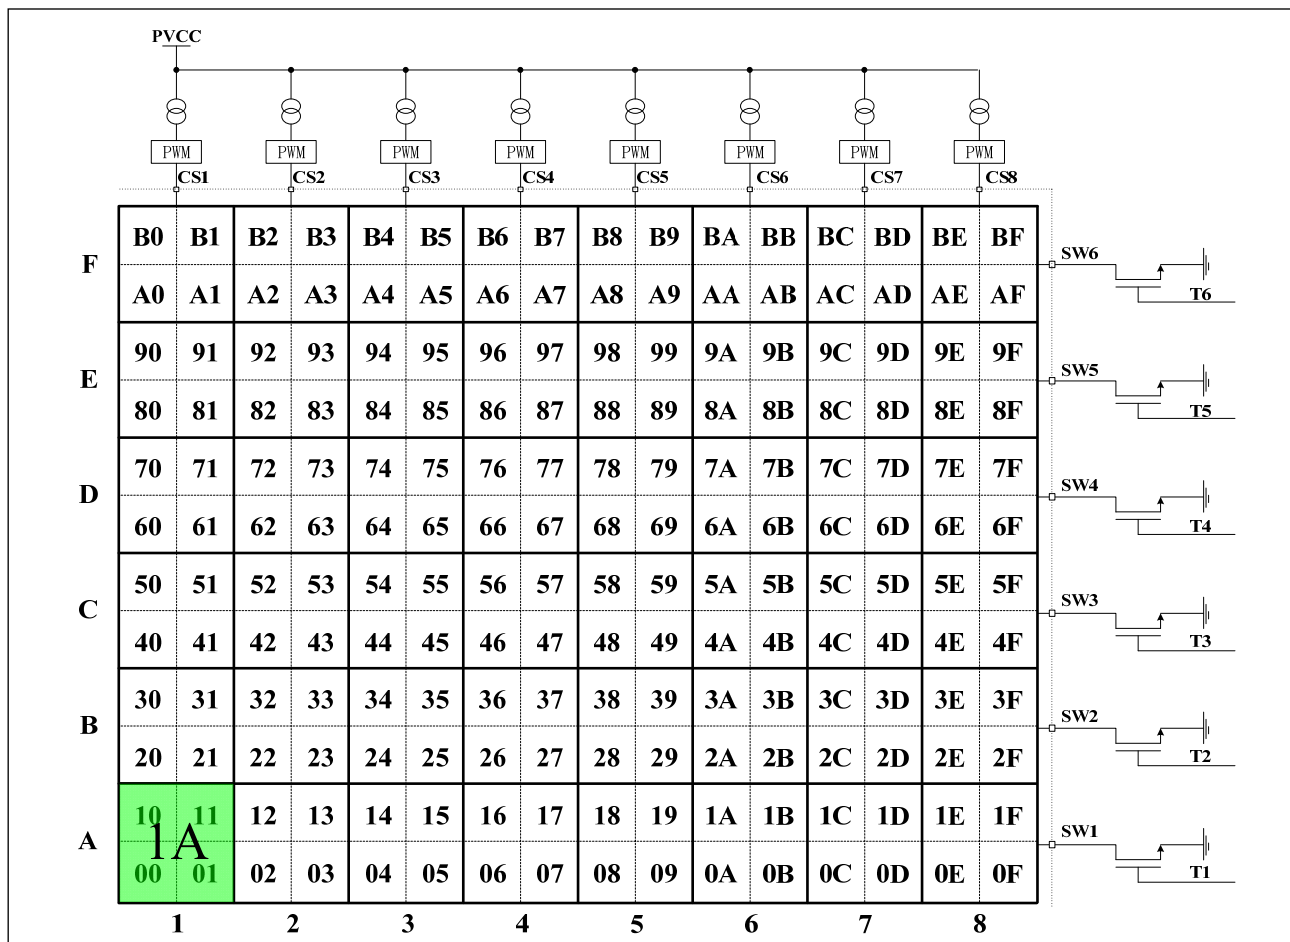 PVCC
PWM PWM PWM PWM PWM PWM PWM PWM
CS1 CS2 CS3 CS4 CS5 CS6 CS7 CS8
B0 B1 B2 B3 B4 B5 B6 B7 B8 B9 BA BB BC BD BE BF
SW6
F
A0 A1 A2 A3 A4 A5 A6 A7 A8 A9 AA AB AC AD AE AF
T6
90 91 92 93 94 95 96 97 98 99 9A 9B 9C 9D 9E 9F
SW5
E
80 81 82 83 84 85 86 87 88 89 8A 8B 8C 8D 8E 8F
T5
70 71 72 73 74 75 76 77 78 79 7A 7B 7C 7D 7E 7F
SW4
D
60 61 62 63 64 65 66 67 68 69 6A 6B 6C 6D 6E 6F
T4
50 51 52 53 54 55 56 57 58 59 5A 5B 5C 5D 5E 5F
SW3
C
40 41 42 43 44 45 46 47 48 49 4A 4B 4C 4D 4E 4F
T3
30 31 32 33 34 35 36 37 38 39 3A 3B 3C 3D 3E 3F
SW2
B
20 21 22 23 24 25 26 27 28 29 2A 2B 2C 2D 2E 2F
T2
10 11 12 13 14 15 16 17 18 19 1A 1B 1C 1D 1E 1F
SW1
A
1A
00 01 02 03 04 05 06 07 08 09 0A 0B 0C 0D 0E 0F
T1
1 2 3 4 5 6 7 8